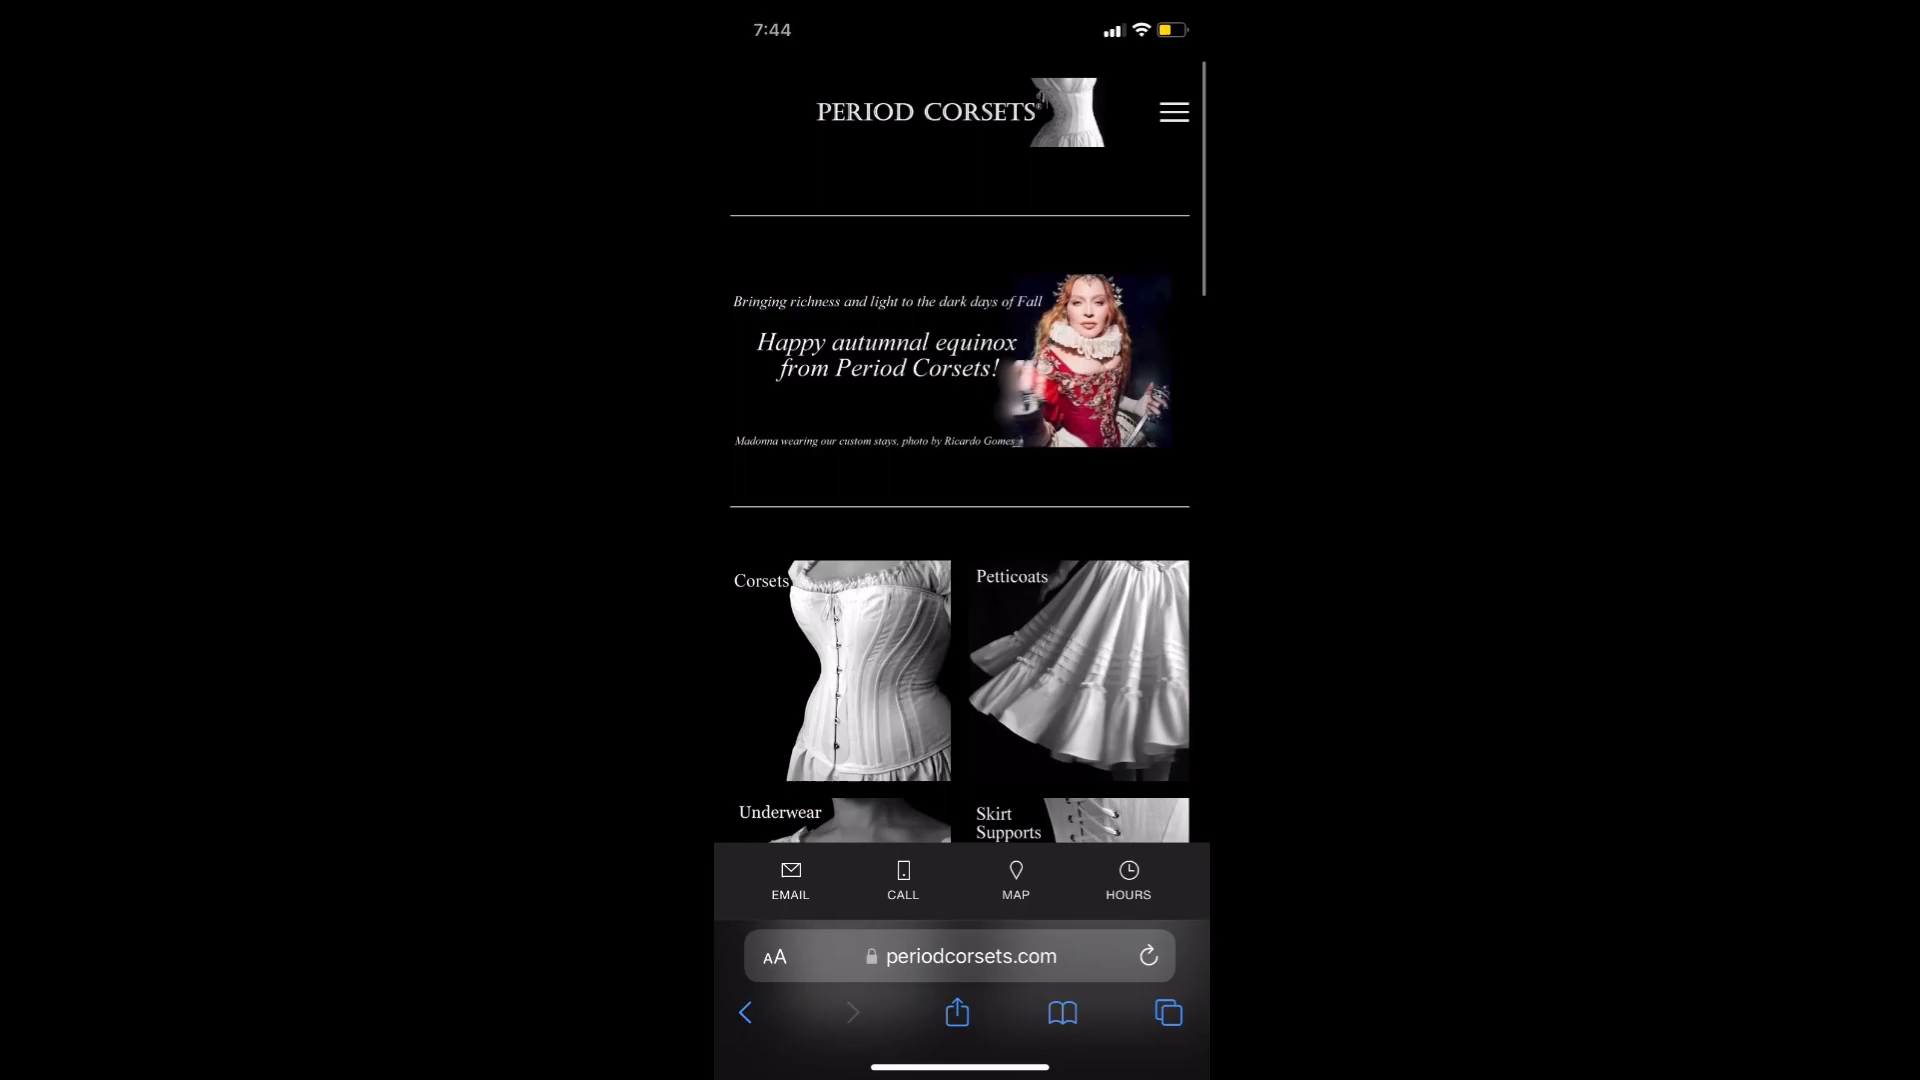 7:44
PERIOD CORSETS®
Bringing richness and light to the dark days of Fall
Happy autumnal equinox
from Period Corsets!
Madonna wearing our custom stays, photo by Ricardo Gomes
Corsets
Petticoats
Underwear
Skirt
Supports
EMAIL CALL MAP HOURS
AA periodcorsets.com